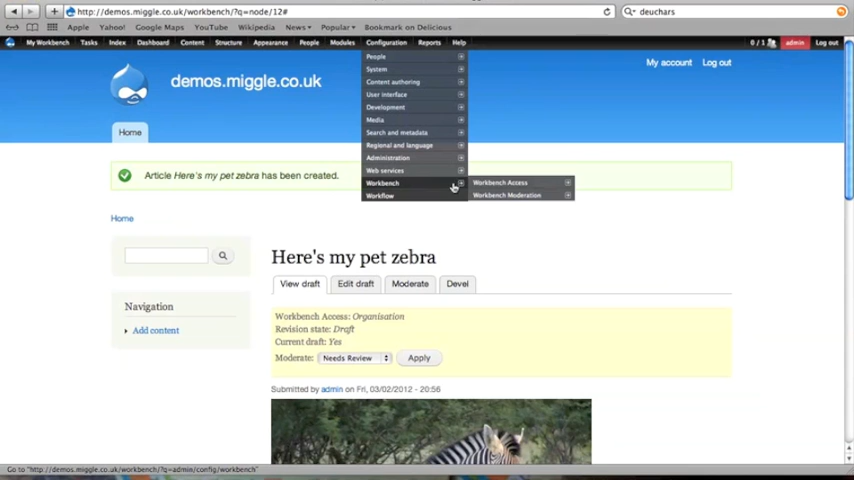 http://demos.miggle.co.uk/workbench/?q=node/12#
deuchars
Apple Yahoo! Google Maps YouTube Wikipedia News Popular Bookmark on Delicious
My Workbench Tasks Index Dashboard Content Structure Appearance People Modules Configuration Reports Help 0 / 1 admin Log out
People
System
Content authoring
User interface
Development
Media
Search and metadata
Regional and language
Administration
Web services
Workbench
Workflow
Workbench Access
Workbench Moderation
My account Log out
demos.miggle.co.uk
Home
Article Here's my pet zebra has been created.
Home
Navigation
Add content
Here's my pet zebra
View draft Edit draft Moderate Devel
Workbench Access: Organisation
Revision state: Draft
Current draft: Yes
Moderate: Needs Review Apply
Submitted by admin on Fri, 03/02/2012 - 20:56
Go to "http://demos.miggle.co.uk/workbench/?q=admin/config/workbench"